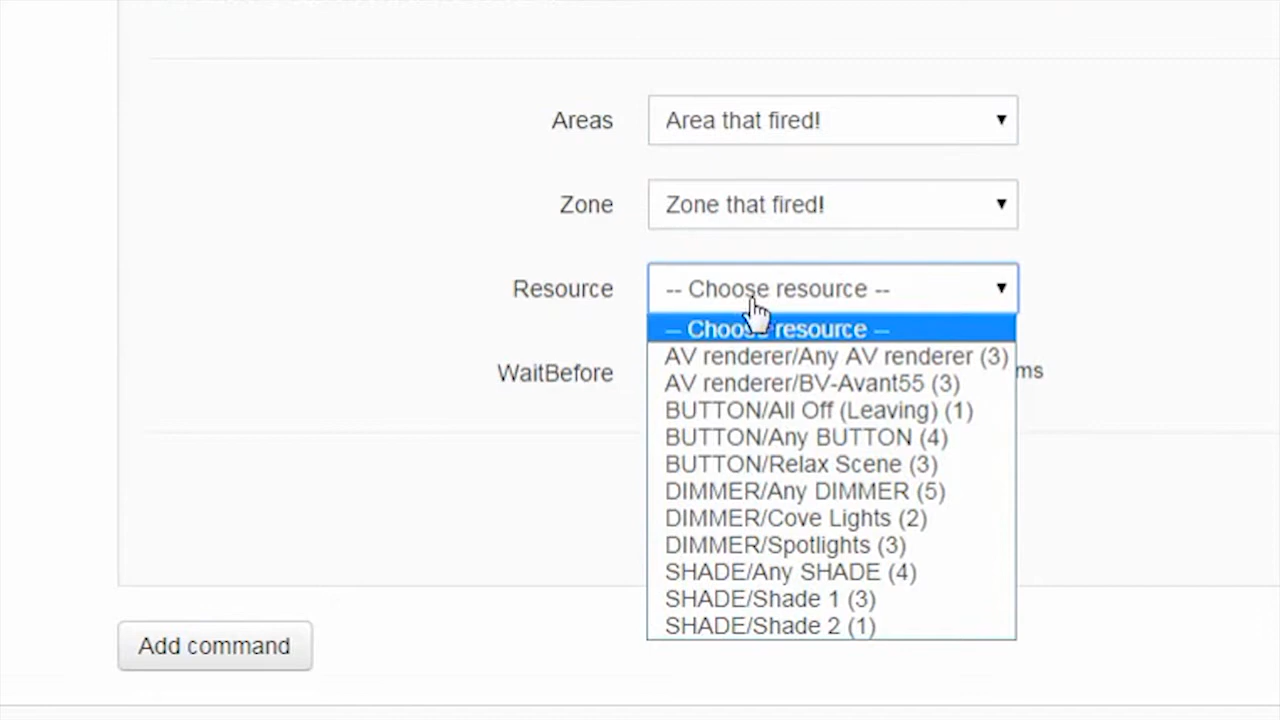 Areas
Area that fired!
Zone
Zone that fired!
Resource
-- Choose resource --
-- Choose resource --
AV renderer/Any AV renderer (3)
WaitBefore
ms
AV renderer/BV-Avant55 (3)
BUTTON/All Off (Leaving) (1)
BUTTON/Any BUTTON (4)
BUTTON/Relax Scene (3)
DIMMER/Any DIMMER (5)
DIMMER/Cove Lights (2)
DIMMER/Spotlights (3)
SHADE/Any SHADE (4)
SHADE/Shade 1 (3)
SHADE/Shade 2 (1)
Add command